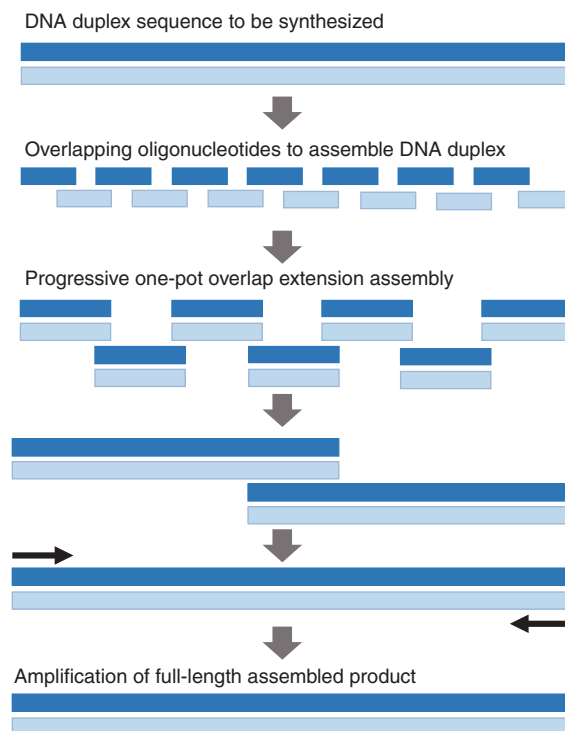 DNA duplex sequence to be synthesized
Overlapping oligonucleotides to assemble DNA duplex
Progressive one-pot overlap extension assembly
Amplification of full-length assembled product